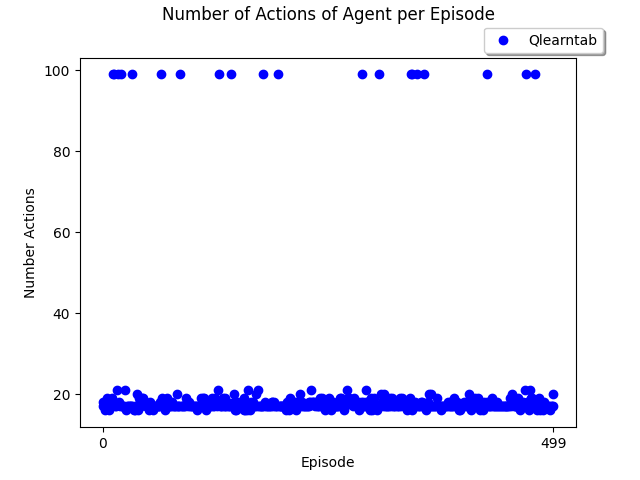 Number of Actions of Agent per Episode
Qlearntab
100
80
60
40
20
Number Actions
0
499
Episode